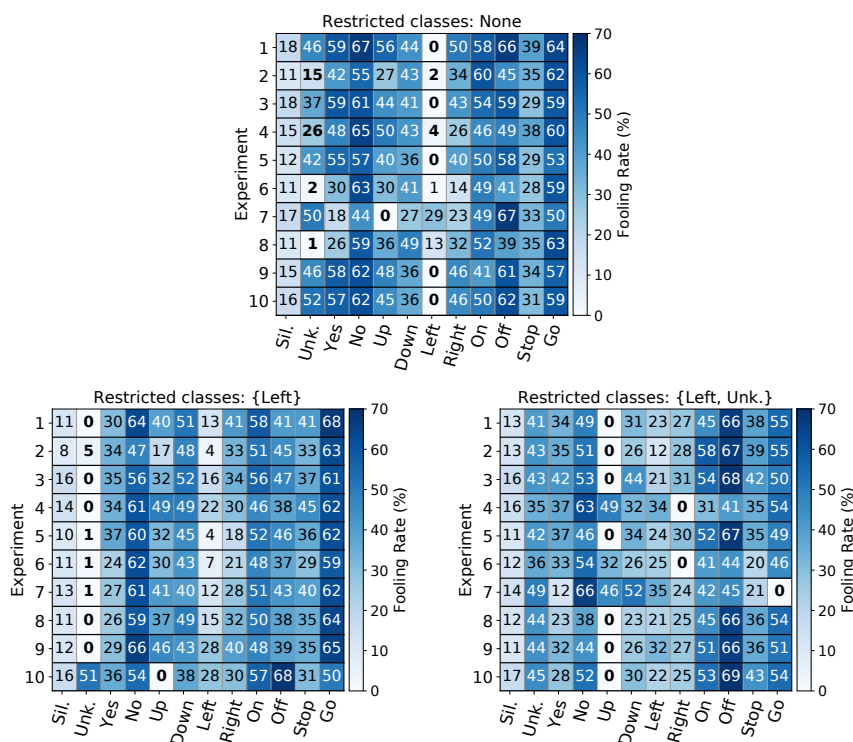 Restricted classes: None
1 18 46 59 67 56 44 0 50 58 66 39 64
2 11 15 42 55 27 43 2 34 60 45 35 62
3 18 37 59 61 44 41 0 43 54 59 29 59
4 15 26 48 65 50 43 4 26 46 49 38 60
5 12 42 55 57 40 36 0 40 50 58 29 53
6 11 2 30 63 30 41 1 14 49 41 28 59
7 17 50 18 44 0 27 29 23 49 67 33 50
8 11 1 26 59 36 49 13 32 52 39 35 63
9 15 46 58 62 48 36 0 46 41 61 34 57
10 16 52 57 62 45 36 0 46 50 62 31 59
Experiment
Sil. Unk. Yes No Up Down Left Right On Off Stop Go
70
60
50
40
30
20
10
0
Fooling Rate (%)
Restricted classes: {Left}
1 11 0 30 64 40 51 13 41 58 41 41 68
2 8 5 34 47 17 48 4 33 51 45 33 63
3 16 0 35 56 32 52 16 34 56 47 37 61
4 14 0 34 61 49 49 22 30 46 38 45 62
5 10 1 37 60 32 45 4 18 52 46 36 62
6 11 1 24 62 30 43 7 21 48 37 29 59
7 13 1 27 61 41 40 12 28 51 43 40 62
8 11 0 26 59 37 49 15 32 50 38 35 64
9 12 0 29 66 46 43 28 40 48 39 35 65
10 16 51 36 54 0 38 28 30 57 68 31 50
Experiment
Sil. Unk. Yes No Up Down Left Right On Off Stop Go
70
60
50
40
30
20
10
0
Fooling Rate (%)
Restricted classes: {Left, Unk.}
1 13 41 34 49 0 31 23 27 45 66 38 55
2 13 43 35 51 0 26 12 28 58 67 43 51
3 16 43 42 53 0 44 21 31 54 68 42 50
4 16 35 37 63 49 32 34 0 31 41 35 54
5 11 42 37 46 0 34 24 30 52 67 35 49
6 12 36 33 54 32 26 25 0 41 44 20 46
7 14 49 12 66 46 52 35 24 42 45 21 0
8 12 44 23 38 0 23 21 25 45 66 36 54
9 11 44 32 44 0 26 32 27 51 66 36 51
10 17 45 28 52 0 30 22 25 53 69 43 54
Experiment
Sil. Unk. Yes No Up Down Left Right On Off Stop Go
70
60
50
40
30
20
10
0
Fooling Rate (%)